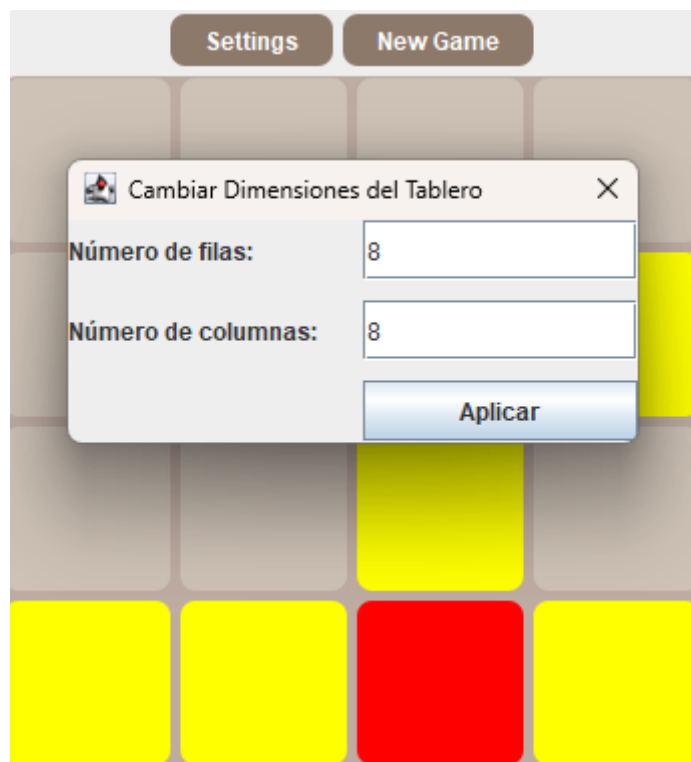 Settings New Game
Cambiar Dimensiones del Tablero
Número de filas: 8
Número de columnas: 8
Aplicar